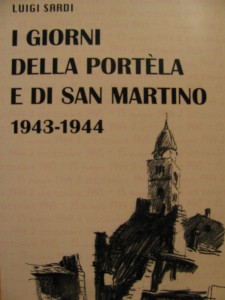 LUIGI SARDI
I GIORNI
DELLA PORTÈLA
E DI SAN MARTINO
1943-1944